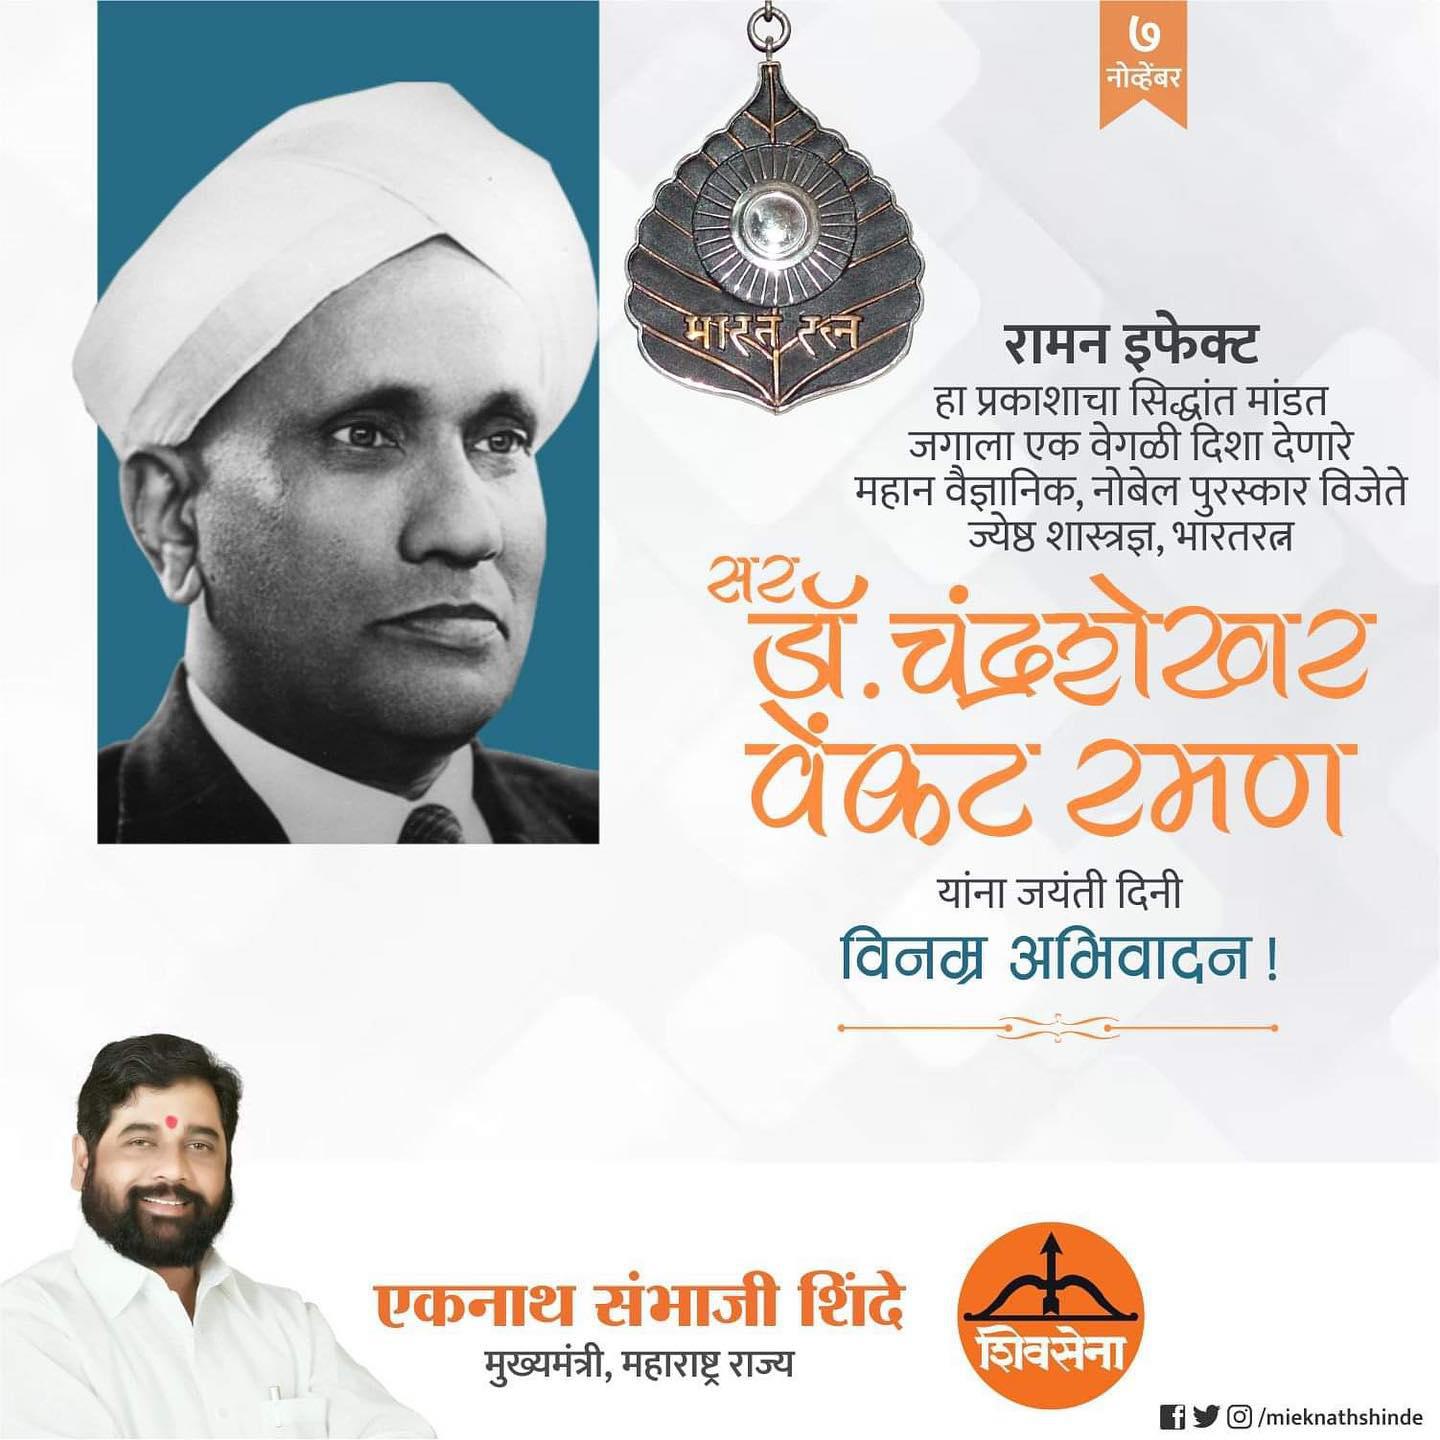 ७
नोव्हेंबर
भारत रत्न
रामन इफेक्ट
हा प्रकाशाचा सिद्धांत मांडत
जगाला एक वेगळी दिशा देणारे
महान वैज्ञानिक, नोबेल पुरस्कार विजेते
ज्येष्ठ शास्त्रज्ञ, भारतरत्न
सर
डॉ. चंद्रशेखर
वेंकट रमण
यांना जयंती दिनी
विनम्र अभिवादन !
एकनाथ संभाजी शिंदे
मुख्यमंत्री, महाराष्ट्र राज्य
शिवसेना
/mieknathshinde